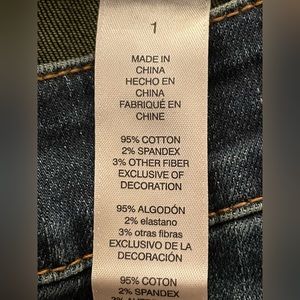 1
MADE IN
CHINA
HECHO EN
CHINA
FABRIQUÉ EN
CHINE
95% COTTON
2% SPANDEX
3% OTHER FIBER
EXCLUSIVE OF
DECORATION
95% ALGODÓN
2% elastano
3% otras fibras
EXCLUSIVO DE LA
DECORACIÓN
95% COTON
2% SPANDEX